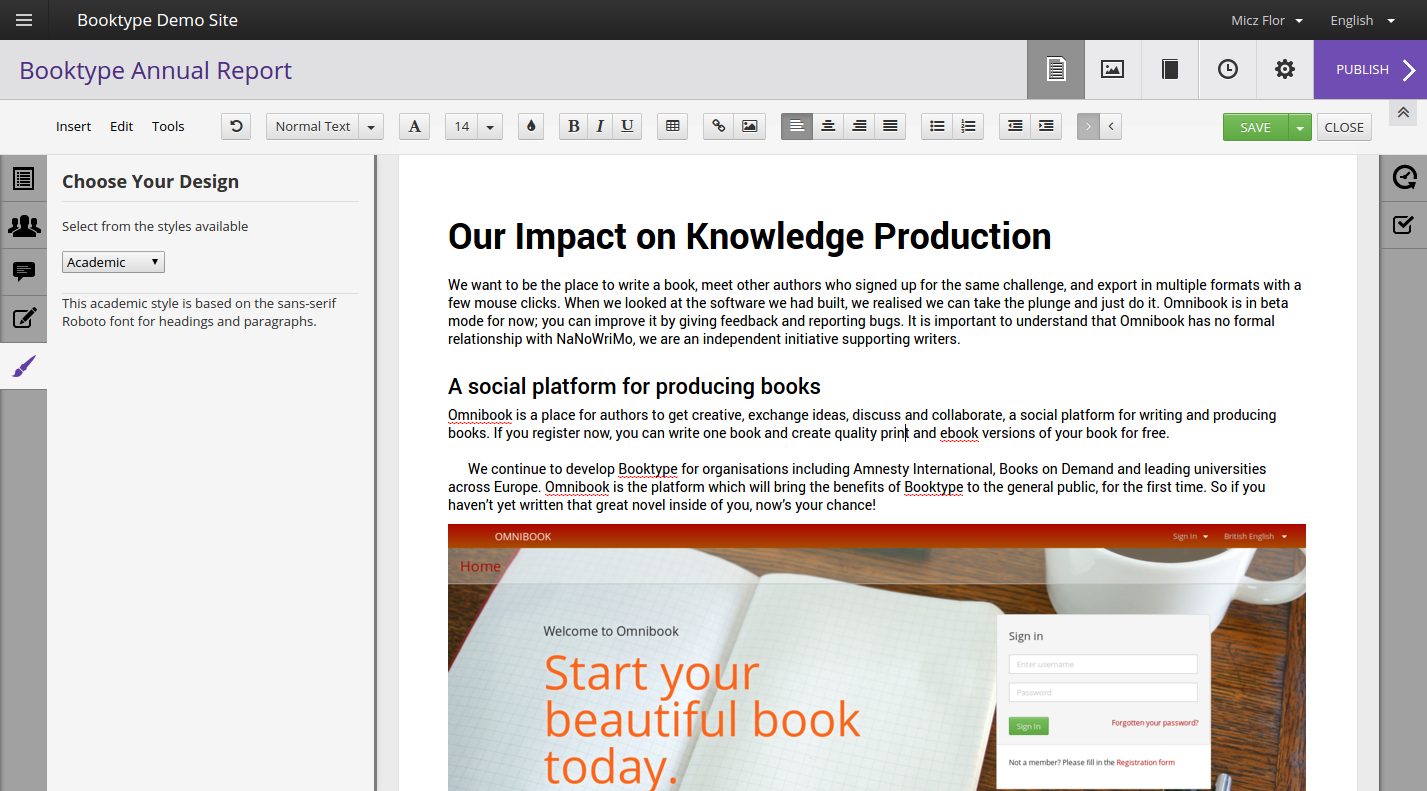 Booktype Demo Site
Micz Flor
English
Booktype Annual Report
PUBLISH
Insert Edit Tools
Normal Text
A
14
B I U
SAVE
CLOSE
Choose Your Design
Select from the styles available
Academic
This academic style is based on the sans-serif
Roboto font for headings and paragraphs.
Our Impact on Knowledge Production
We want to be the place to write a book, meet other authors who signed up for the same challenge, and export in multiple formats with a
few mouse clicks. When we looked at the software we had built, we realised we can take the plunge and just do it. Omnibook is in beta
mode for now; you can improve it by giving feedback and reporting bugs. It is important to understand that Omnibook has no formal
relationship with NaNoWriMo, we are an independent initiative supporting writers.
A social platform for producing books
Omnibook is a place for authors to get creative, exchange ideas, discuss and collaborate, a social platform for writing and producing
books. If you register now, you can write one book and create quality print and ebook versions of your book for free.
We continue to develop Booktype for organisations including Amnesty International, Books on Demand and leading universities
across Europe. Omnibook is the platform which will bring the benefits of Booktype to the general public, for the first time. So if you
haven’t yet written that great novel inside of you, now’s your chance!
OMNIBOOK
Sign In
British English
Home
Welcome to Omnibook
Start your
beautiful book
today.
Sign in
Enter username
Password
Sign In
Forgotten your password?
Not a member? Please fill in the Registration form